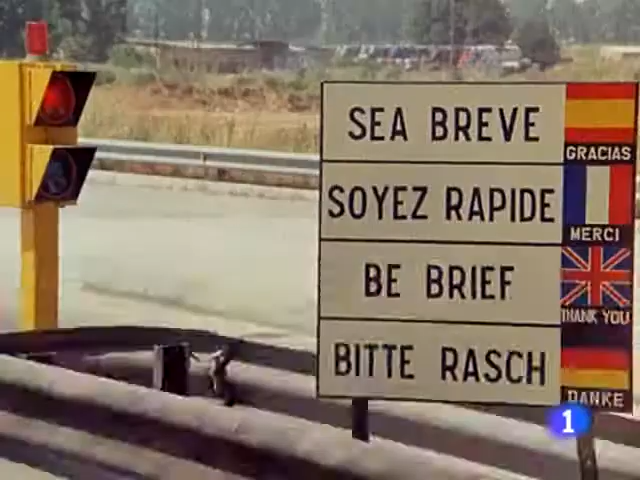 SEA BREVE
GRACIAS
SOYEZ RAPIDE
MERCI
BE BRIEF
THANK YOU
BITTE RASCH
DANKE
1